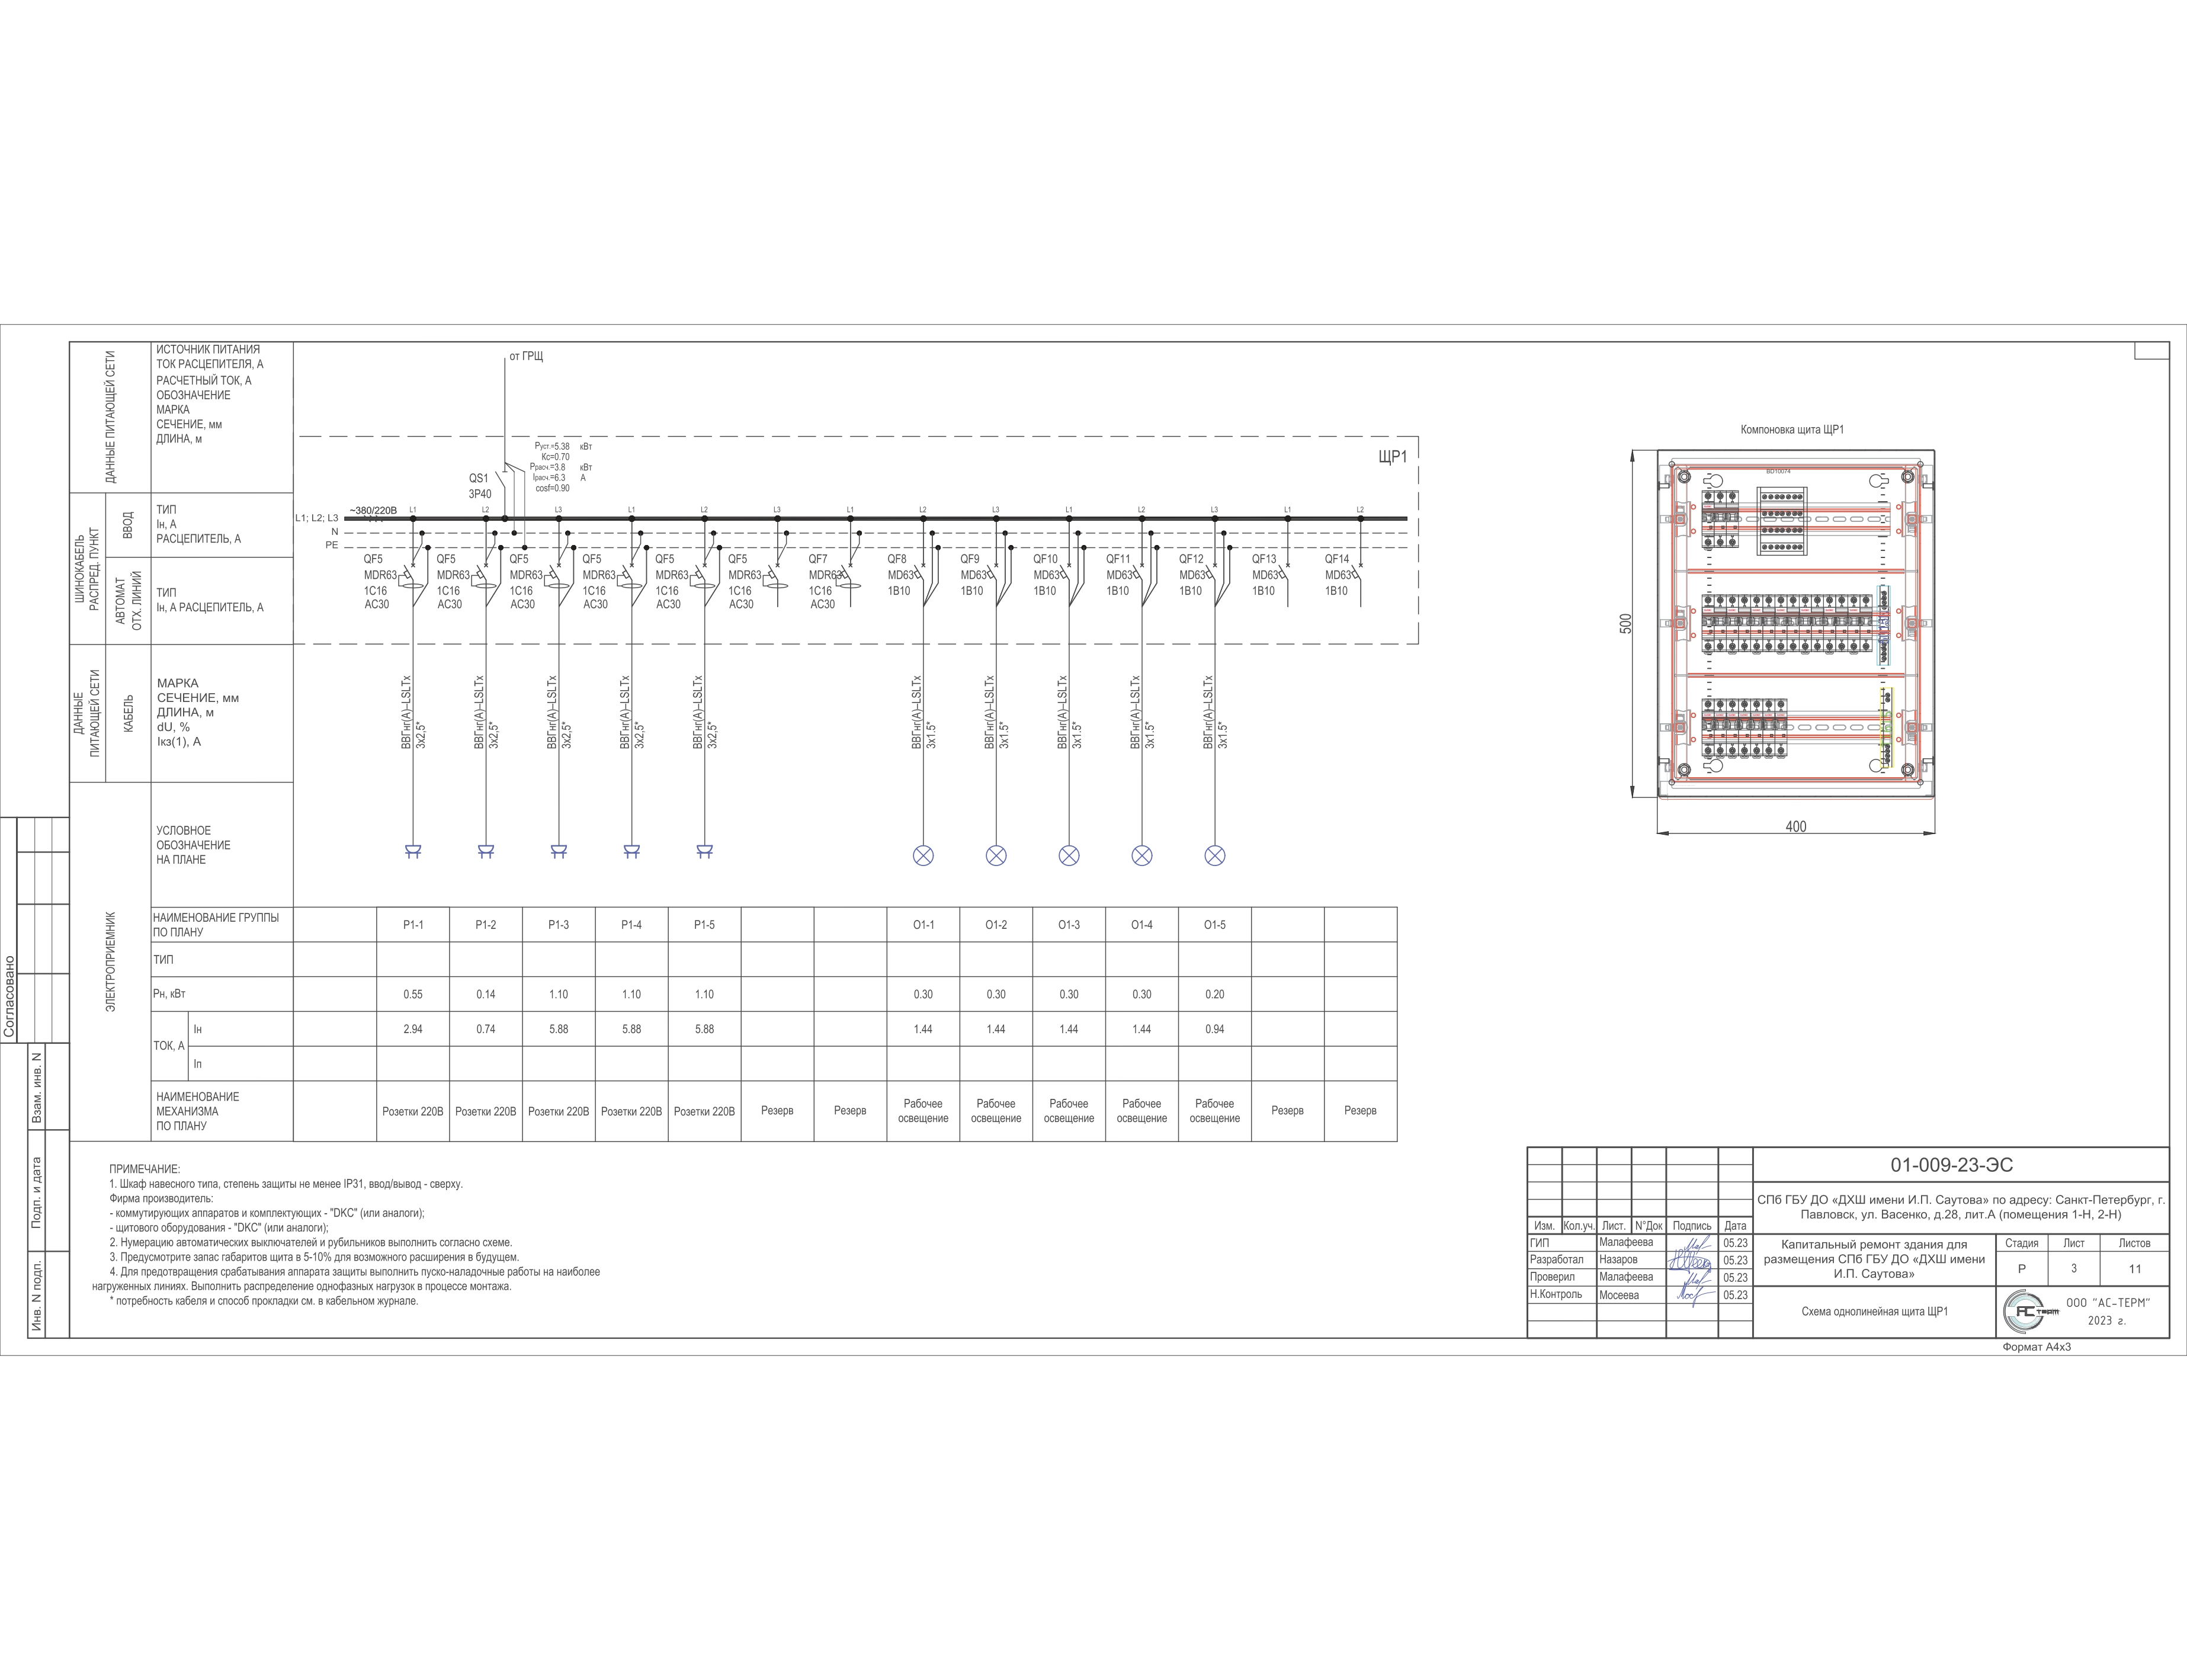 ДАННЫЕ ПИТАЮЩЕЙ СЕТИ
ИСТОЧНИК ПИТАНИЯ
ТОК РАСЦЕПИТЕЛЯ, А
РАСЧЕТНЫЙ ТОК, А
ОБОЗНАЧЕНИЕ
МАРКА
СЕЧЕНИЕ, мм
ДЛИНА, м
от ГРЩ
Pуст.=5.38 кВт
Кс=0.70
Pрасч.=3.8 кВт
Iрасч.=6.3 А
cosf=0.90
QS1
3P40
ЩР1
ШИНОКАБЕЛЬ
РАСПРЕД. ПУНКТ
ВВОД
ТИП
Iн, А
РАСЦЕПИТЕЛЬ, А
АВТОМАТ
ОТХ. ЛИНИЙ
ТИП
Iн, А РАСЦЕПИТЕЛЬ, А
~380/220В
L1; L2; L3
N
PE
L1 L2 L3 L1 L2 L3 L1 L2 L3 L1 L2 L3 L1 L2
QF5 QF5 QF5 QF5 QF5 QF5 QF7 QF8 QF9 QF10 QF11 QF12 QF13 QF14
MDR63 MDR63 MDR63 MDR63 MDR63 MDR63 MDR63 MD63 MD63 MD63 MD63 MD63 MD63 MD63
1C16 1C16 1C16 1C16 1C16 1C16 1C16 1B10 1B10 1B10 1B10 1B10 1B10 1B10
AC30 AC30 AC30 AC30 AC30 AC30 AC30
ДАННЫЕ
ПИТАЮЩЕЙ СЕТИ
КАБЕЛЬ
МАРКА
СЕЧЕНИЕ, мм
ДЛИНА, м
dU, %
Iкз(1), А
ВВГнг(А)–LSLTx
3x2,5*
ВВГнг(А)–LSLTx
3x2,5*
ВВГнг(А)–LSLTx
3x2,5*
ВВГнг(А)–LSLTx
3x2,5*
ВВГнг(А)–LSLTx
3x2,5*
ВВГнг(А)–LSLTx
3x1.5*
ВВГнг(А)–LSLTx
3x1.5*
ВВГнг(А)–LSLTx
3x1.5*
ВВГнг(А)–LSLTx
3x1.5*
ВВГнг(А)–LSLTx
3x1.5*
ЭЛЕКТРОПРИЕМНИК
УСЛОВНОЕ
ОБОЗНАЧЕНИЕ
НА ПЛАНЕ
НАИМЕНОВАНИЕ ГРУППЫ
ПО ПЛАНУ
Р1-1 Р1-2 Р1-3 Р1-4 Р1-5 О1-1 О1-2 О1-3 О1-4 О1-5
ТИП
Рн, кВт
0.55 0.14 1.10 1.10 1.10 0.30 0.30 0.30 0.30 0.20
ТОК, А
Iн
2.94 0.74 5.88 5.88 5.88 1.44 1.44 1.44 1.44 0.94
Iп
НАИМЕНОВАНИЕ
МЕХАНИЗМА
ПО ПЛАНУ
Розетки 220В Розетки 220В Розетки 220В Розетки 220В Розетки 220В Резерв Резерв
Рабочее освещение
Рабочее освещение
Рабочее освещение
Рабочее освещение
Рабочее освещение
Резерв Резерв
ПРИМЕЧАНИЕ:
1. Шкаф навесного типа, степень защиты не менее IP31, ввод/вывод - сверху.
Фирма производитель:
- коммутирующих аппаратов и комплектующих - "DKC" (или аналоги);
- щитового оборудования - "DKC" (или аналоги);
2. Нумерацию автоматических выключателей и рубильников выполнить согласно схеме.
3. Предусмотрите запас габаритов щита в 5-10% для возможного расширения в будущем.
4. Для предотвращения срабатывания аппарата защиты выполнить пуско-наладочные работы на наиболее
нагруженных линиях. Выполнить распределение однофазных нагрузок в процессе монтажа.
* потребность кабеля и способ прокладки см. в кабельном журнале.
Согласовано
Взам. инв. N
Подп. и дата
Инв. N подл.
Компоновка щита ЩР1
BD10074
500
400
01-009-23-ЭС
СПб ГБУ ДО «ДХШ имени И.П. Саутова» по адресу: Санкт-Петербург, г.
Павловск, ул. Васенко, д.28, лит.А (помещения 1-Н, 2-Н)
Изм. Кол.уч. Лист. N°Док Подпись Дата
ГИП Малафеева 05.23
Разработал Назаров 05.23
Проверил Малафеева 05.23
Н.Контроль Мосеева 05.23
Капитальный ремонт здания для
размещения СПб ГБУ ДО «ДХШ имени
И.П. Саутова»
Стадия Лист Листов
Р 3 11
Схема однолинейная щита ЩР1
АС ТЕРМ
ООО "АС-ТЕРМ"
2023 г.
Формат А4х3